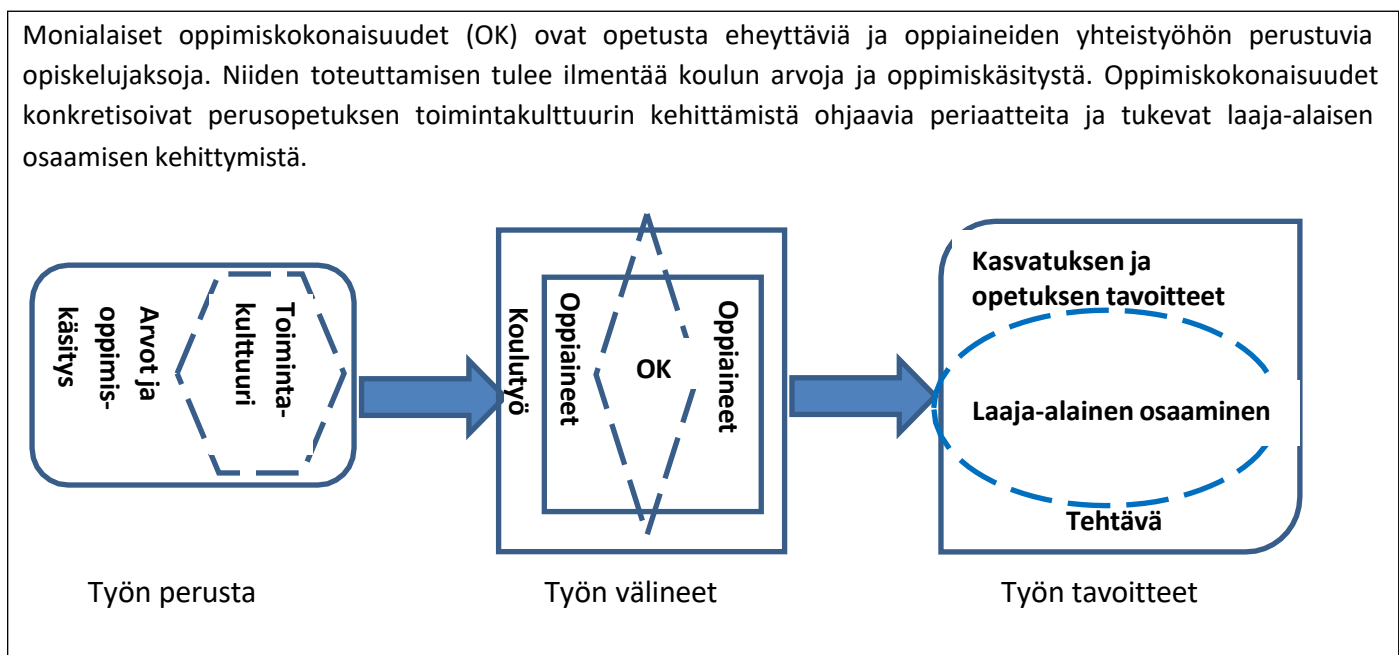 Monialaiset oppimiskokonaisuudet (OK) ovat opetusta eheyttäviä ja oppiaineiden yhteistyöhön perustuvia
opiskelujaksoja. Niiden toteuttamisen tulee ilmentää koulun arvoja ja oppimiskäsitystä. Oppimiskokonaisuudet
konkretisoivat perusopetuksen toimintakulttuurin kehittämistä ohjaavia periaatteita ja tukevat laaja-alaisen
osaamisen kehittymistä.
Arvot ja
oppimis-
käsitys
Toiminta-
kulttuuri
Koulutyö
Oppiaineet
OK
Oppiaineet
Kasvatuksen ja
opetuksen tavoitteet
Laaja-alainen osaaminen
Tehtävä
Työn perusta
Työn välineet
Työn tavoitteet